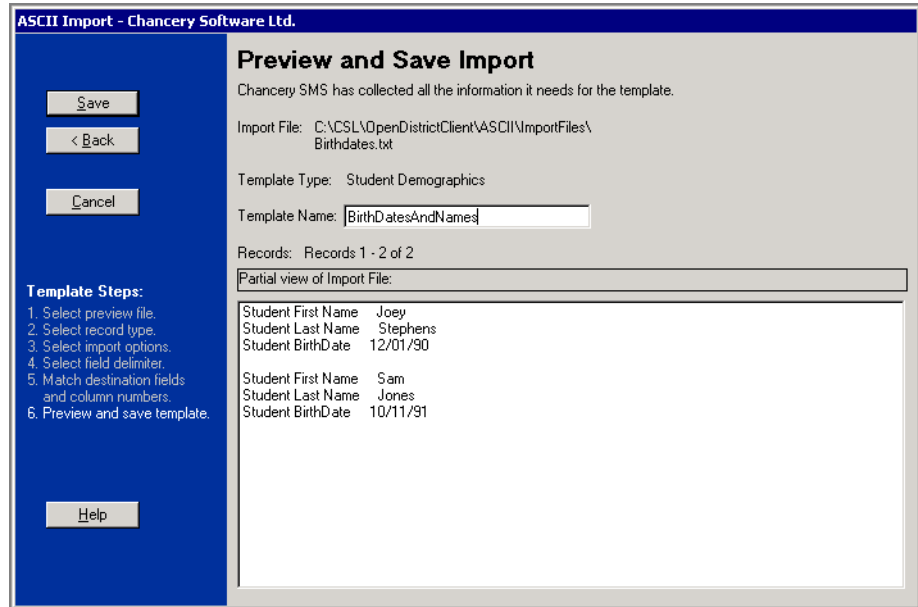 ASCII Import - Chancery Software Ltd.
Save
< Back
Cancel
Template Steps:
1. Select preview file.
2. Select record type.
3. Select import options.
4. Select field delimiter.
5. Match destination fields
and column numbers.
6. Preview and save template.
Help
Preview and Save Import
Chancery SMS has collected all the information it needs for the template.
Import File: C:\CSL\OpenDistrictClient\ASCII\ImportFiles\
Birthdates.txt
Template Type: Student Demographics
Template Name: BirthDatesAndNames
Records: Records 1 - 2 of 2
Partial view of Import File:
Student First Name Joey
Student Last Name Stephens
Student BirthDate 12/01/90
Student First Name Sam
Student Last Name Jones
Student BirthDate 10/11/91